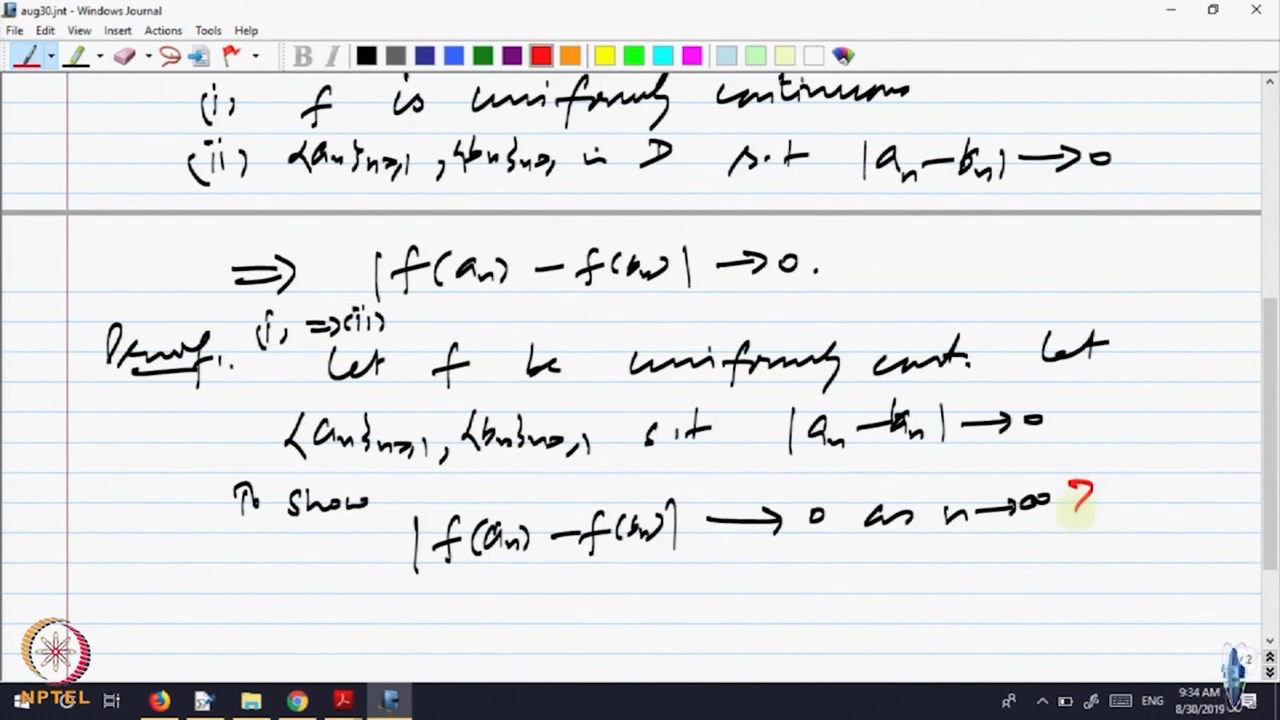 aug30.jnt - Windows Journal
File Edit View Insert Actions Tools Help
B I
(i) f is uniformly continuous
(ii) {an}n≥1, {bn}n≥1 in D s.t |an - bn| → 0
⇒ |f(an) - f(bn)| → 0.
Proof. (i) ⇒ (ii)
Let f be uniformly cont. Let
{an}n≥1, {bn}n≥1 s.t |an - bn| → 0
To show
|f(an) - f(bn)| → 0 as n → ∞ ?
NPTEL
ENG
9:34 AM
8/30/2019